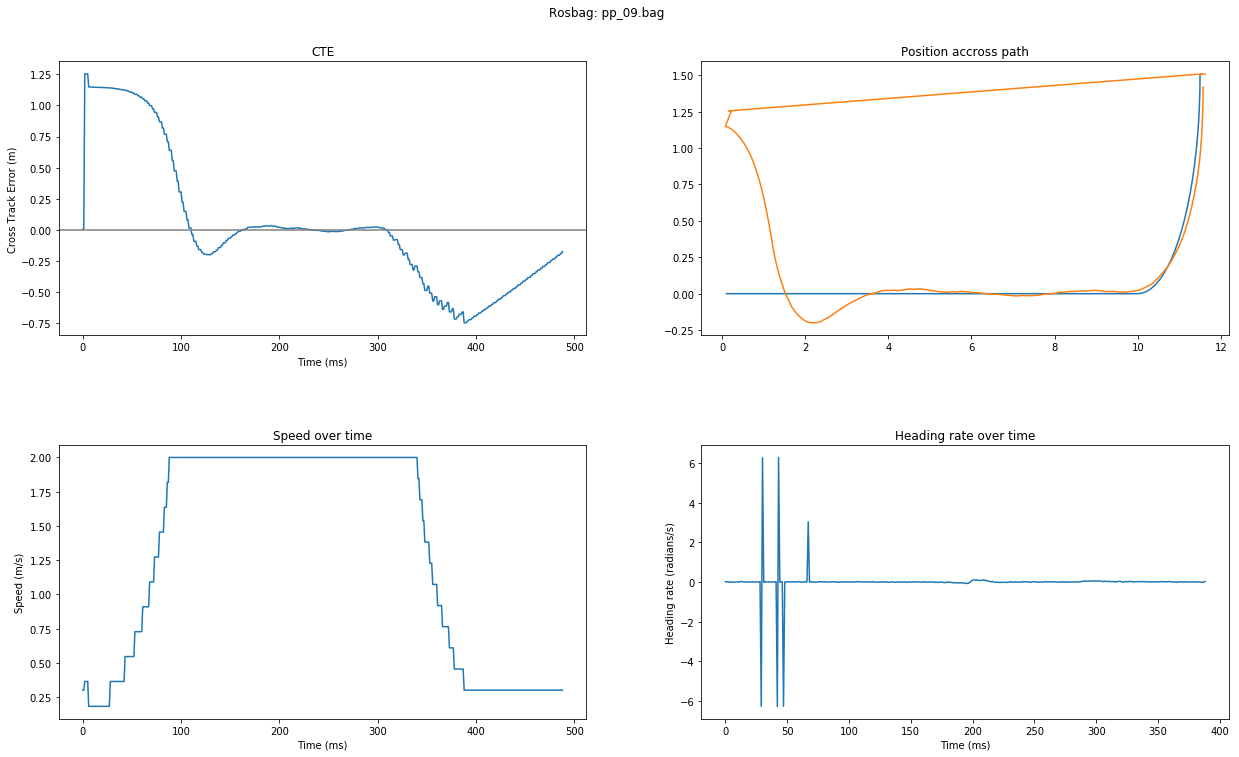 Rosbag: pp_09.bag
CTE
Cross Track Error (m)
1.25
1.00
0.75
0.50
0.25
0.00
−0.25
−0.50
−0.75
0 100 200 300 400 500
Time (ms)
Position accross path
1.50
1.25
1.00
0.75
0.50
0.25
0.00
−0.25
0 2 4 6 8 10 12
Speed over time
Speed (m/s)
2.00
1.75
1.50
1.25
1.00
0.75
0.50
0.25
0 100 200 300 400 500
Time (ms)
Heading rate over time
Heading rate (radians/s)
6
4
2
0
−2
−4
−6
0 50 100 150 200 250 300 350 400
Time (ms)